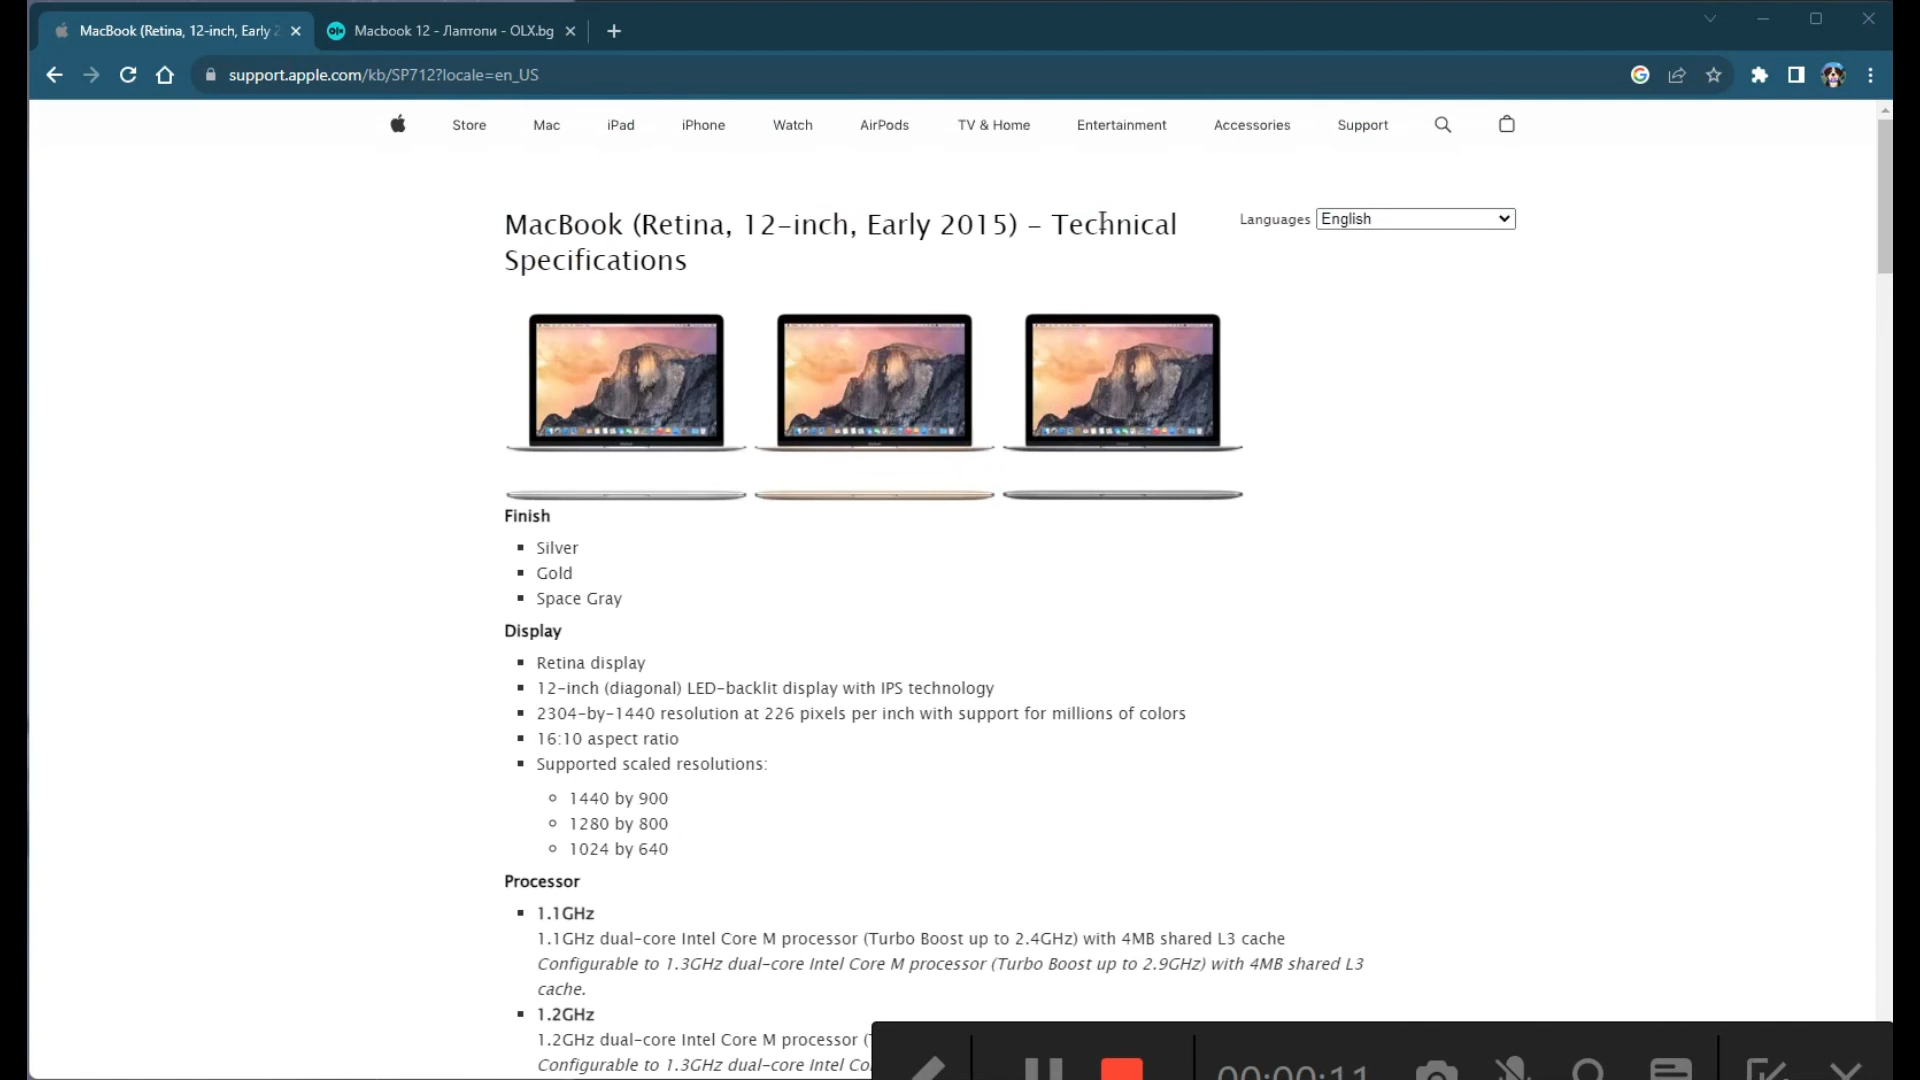 MacBook (Retina, 12-inch, Early 2
Macbook 12 - Лаптопи - OLX.bg
support.apple.com/kb/SP712?locale=en_US
Store Mac iPad iPhone Watch AirPods TV & Home Entertainment Accessories Support
MacBook (Retina, 12-inch, Early 2015) - Technical
Specifications
Languages English
Finish
Silver
Gold
Space Gray
Display
Retina display
12-inch (diagonal) LED-backlit display with IPS technology
2304-by-1440 resolution at 226 pixels per inch with support for millions of colors
16:10 aspect ratio
Supported scaled resolutions:
1440 by 900
1280 by 800
1024 by 640
Processor
1.1GHz
1.1GHz dual-core Intel Core M processor (Turbo Boost up to 2.4GHz) with 4MB shared L3 cache
Configurable to 1.3GHz dual-core Intel Core M processor (Turbo Boost up to 2.9GHz) with 4MB shared L3
cache.
1.2GHz
1.2GHz dual-core Intel Core M processor (
Configurable to 1.3GHz dual-core Intel Co
00:00:11